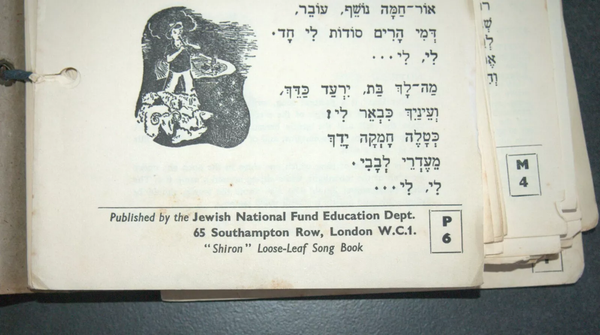 אוֹר־חַמָּה נוֹשֵׁף, עוֹבֵר,
דְּמִי הָרִים סוֹדוֹת לִי חָד.
לִי, לִי...
מַה־לָּךְ בַּת, יִרְעַד כַּדֵּךְ,
וְעֵינַיִךְ כִּבְאֵר לִי?
כְּטָלֶה חָמְקָה יָדֵךְ
מֵעֶדְרֵי לְבָבִי.
לִי, לִי...
Published by the Jewish National Fund Education Dept.
65 Southampton Row, London W.C.1.
"Shiron" Loose-Leaf Song Book
P
6
M
4